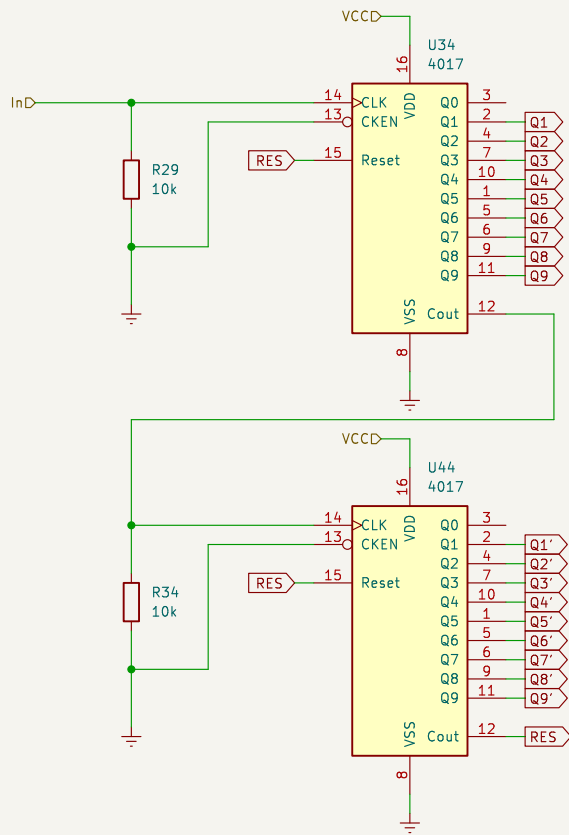 VCC
U34
4017
16
VDD
In
14
CLK
Q0
3
13
CKEN
Q1
2
Q1
Q2
4
Q2
RES
15
Reset
Q3
7
Q3
R29
10k
Q4
10
Q4
Q5
1
Q5
Q6
5
Q6
Q7
6
Q7
Q8
9
Q8
Q9
11
Q9
VSS
Cout
12
8
VCC
U44
4017
16
VDD
14
CLK
Q0
3
13
CKEN
Q1
2
Q1'
Q2
4
Q2'
RES
15
Reset
Q3
7
Q3'
R34
10k
Q4
10
Q4'
Q5
1
Q5'
Q6
5
Q6'
Q7
6
Q7'
Q8
9
Q8'
Q9
11
Q9'
VSS
Cout
12
RES
8